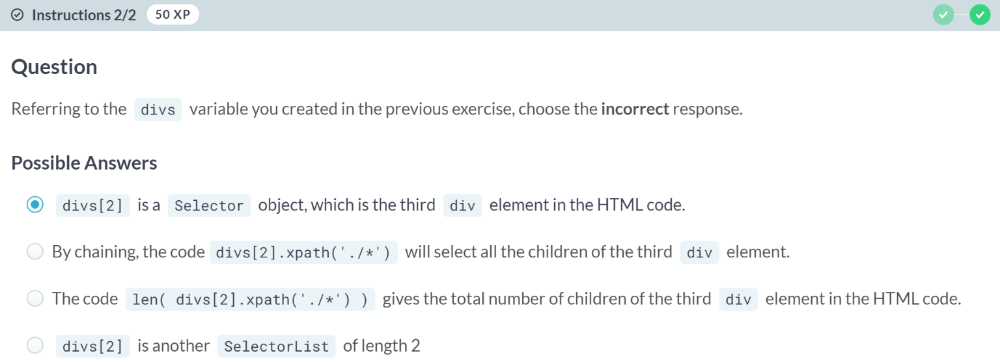 Instructions 2/2 50 XP
Question
Referring to the divs variable you created in the previous exercise, choose the incorrect response.
Possible Answers
divs[2] is a Selector object, which is the third div element in the HTML code.
By chaining, the code divs[2].xpath('./*') will select all the children of the third div element.
The code len( divs[2].xpath('./*') ) gives the total number of children of the third div element in the HTML code.
divs[2] is another SelectorList of length 2